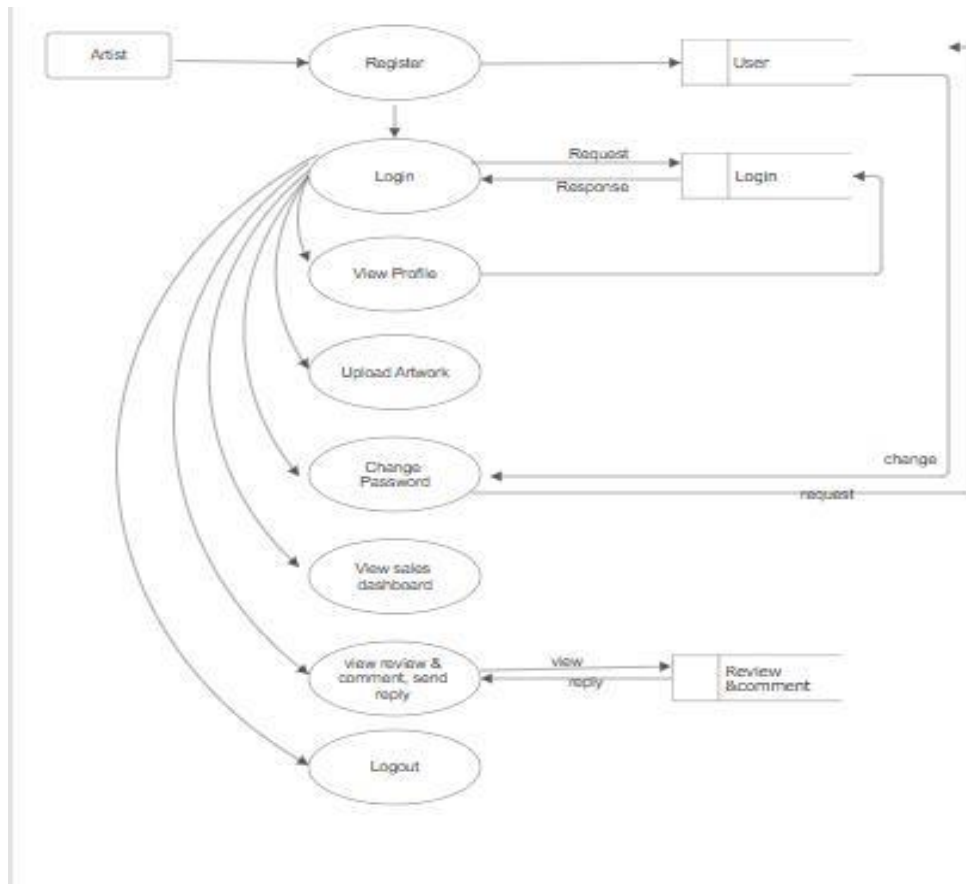 Artist
Register
User
Login
Request
Response
Login
View Profile
Upload Artwork
Change
Password
change
request
View sales
dashboard
view review &
comment, send
reply
view
reply
Review
&comment
Logout